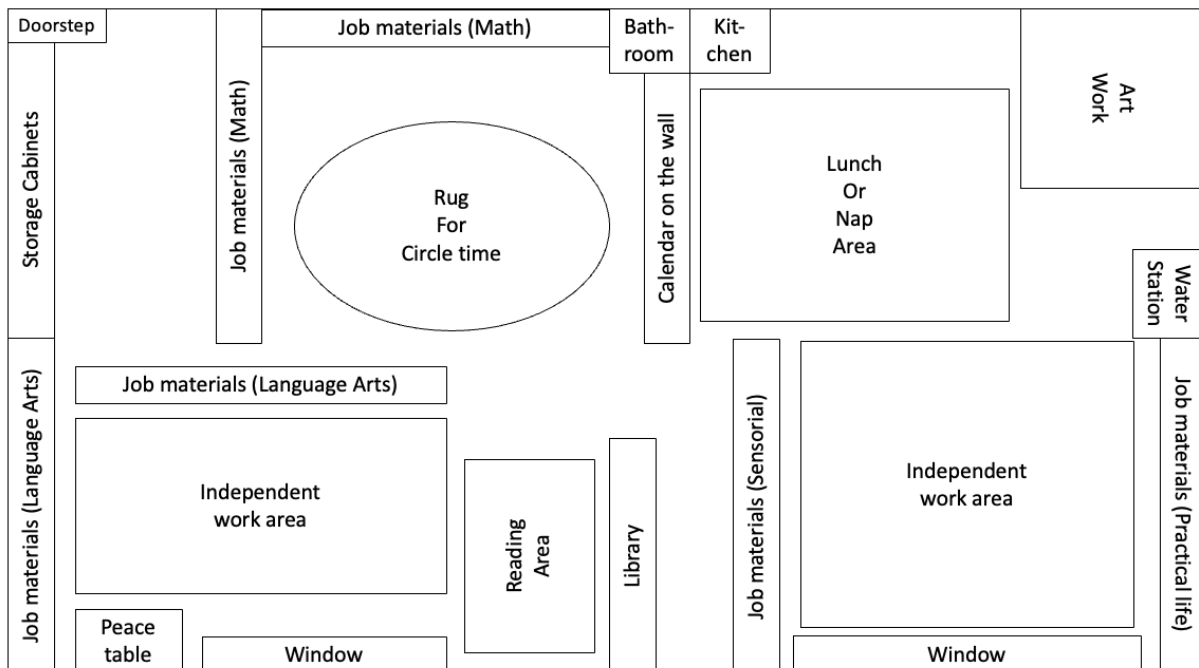 Doorstep
Job materials (Math)
Bath-
room
Kit-
chen
Art
Work
Storage Cabinets
Job materials (Math)
Rug
For
Circle time
Calendar on the wall
Lunch
Or
Nap
Area
Water
Station
Job materials (Language Arts)
Job materials (Language Arts)
Independent
work area
Reading
Area
Library
Job materials (Sensorial)
Independent
work area
Job materials (Practical life)
Peace
table
Window
Window